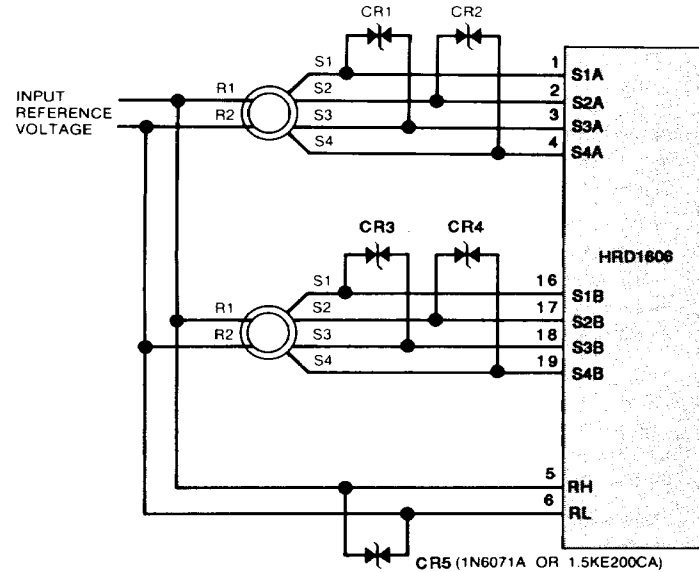 CR1 CR2
S1 1 S1A
R1 S2 2 S2A
INPUT
REFERENCE
VOLTAGE
R2 S3 3 S3A
S4 4 S4A
CR3 CR4
HRD1606
S1 16 S1B
R1 S2 17 S2B
R2 S3 18 S3B
S4 19 S4B
5 RH
6 RL
CR5 (1N6071A OR 1.5KE200CA)